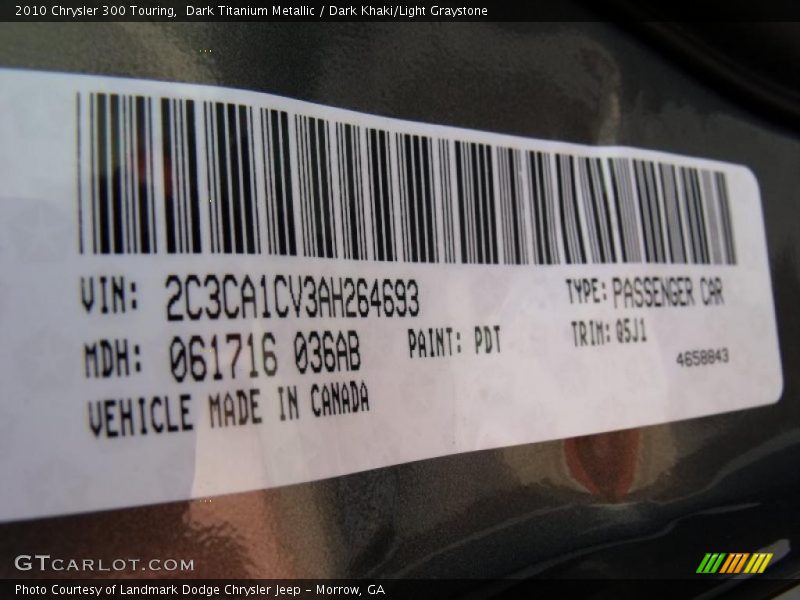 2010 Chrysler 300 Touring, Dark Titanium Metallic / Dark Khaki/Light Graystone
VIN: 2C3CA1CV3AH264693 TYPE: PASSENGER CAR
MDH: 061716 036AB PAINT: PDT TRIM: Q5J1
4658843
VEHICLE MADE IN CANADA
GTCARLOT.COM
Photo Courtesy of Landmark Dodge Chrysler Jeep – Morrow, GA